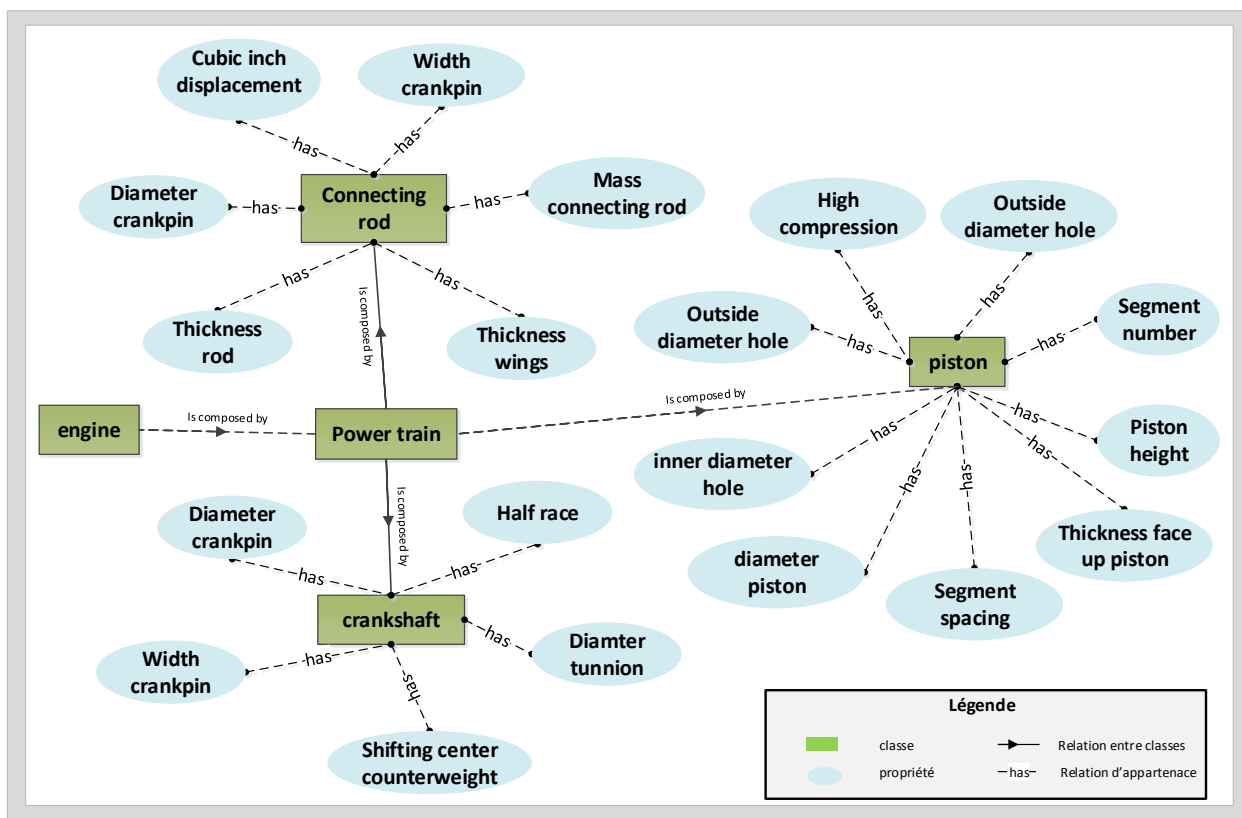 Cubic inch
displacement
Width
crankpin
has
has
Diameter
crankpin
has
Connecting
rod
has
Mass
connecting rod
has
has
Thickness
rod
Thickness
wings
Is composed by
High
compression
Outside
diameter hole
has
has
Outside
diameter hole
has
Segment
number
has
piston
engine
Is composed by
Power train
Is composed by
has
Piston
height
has
has
inner diameter
hole
has
has
Thickness face
up piston
diameter
piston
Segment
spacing
Is composed by
Diameter
crankpin
Half race
has
has
crankshaft
has
Diamter
tunnion
Width
crankpin
has
has
Shifting center
counterweight
Légende
classe
Relation entre classes
propriété
has
Relation d’appartenace